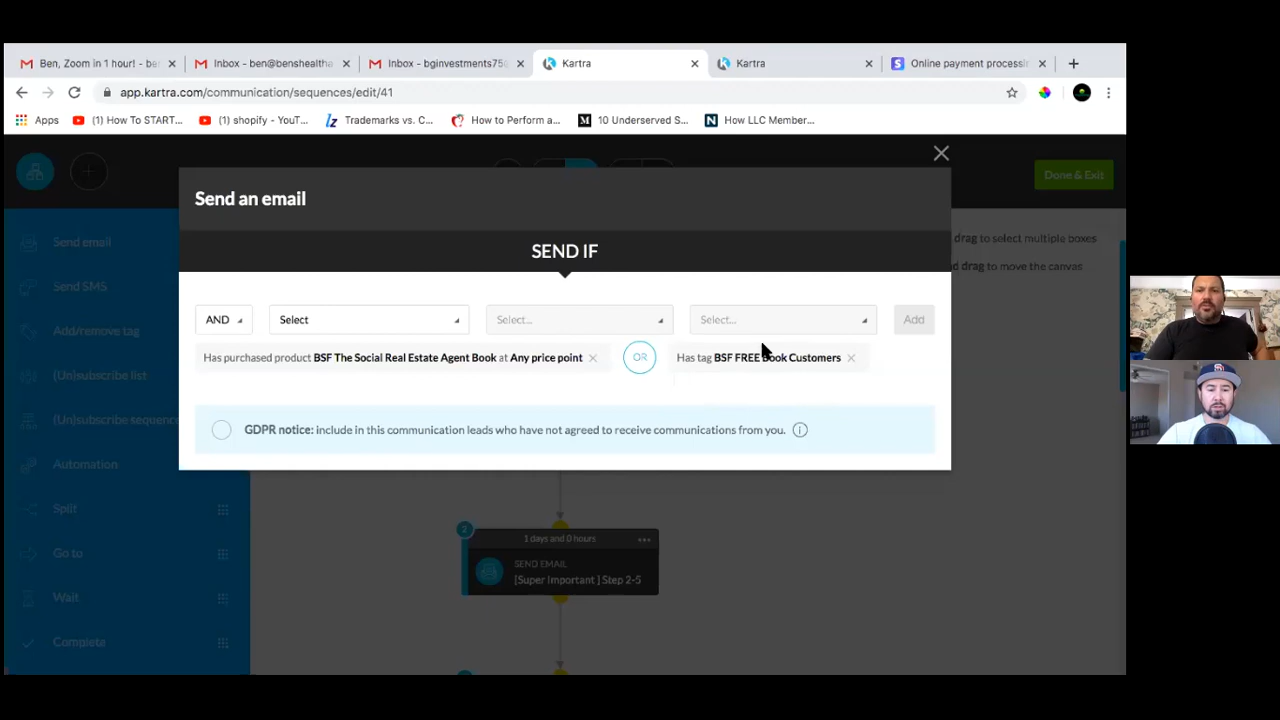 Ben, Zoom in 1 hour! - be
Inbox - ben@benshealtha
Inbox - bginvestments75@
Kartra
Kartra
Online payment processin
app.kartra.com/communication/sequences/edit/41
Apps
(1) How To START...
(1) shopify - YouT...
Trademarks vs. C...
How to Perform a...
10 Underserved S...
How LLC Member...
Done & Exit
Send an email
SEND IF
Send email
drag to select multiple boxes
d drag to move the canvas
Send SMS
AND
Select
Select...
Select...
Add
Add/remove tag
Has purchased product BSF The Social Real Estate Agent Book at Any price point
OR
Has tag BSF FREE Book Customers
(Un)subscribe list
(Un)subscribe sequence
GDPR notice: include in this communication leads who have not agreed to receive communications from you.
Automation
Split
2
1 days and 0 hours
Go to
SEND EMAIL
[Super Important ] Step 2-5
Wait
Complete